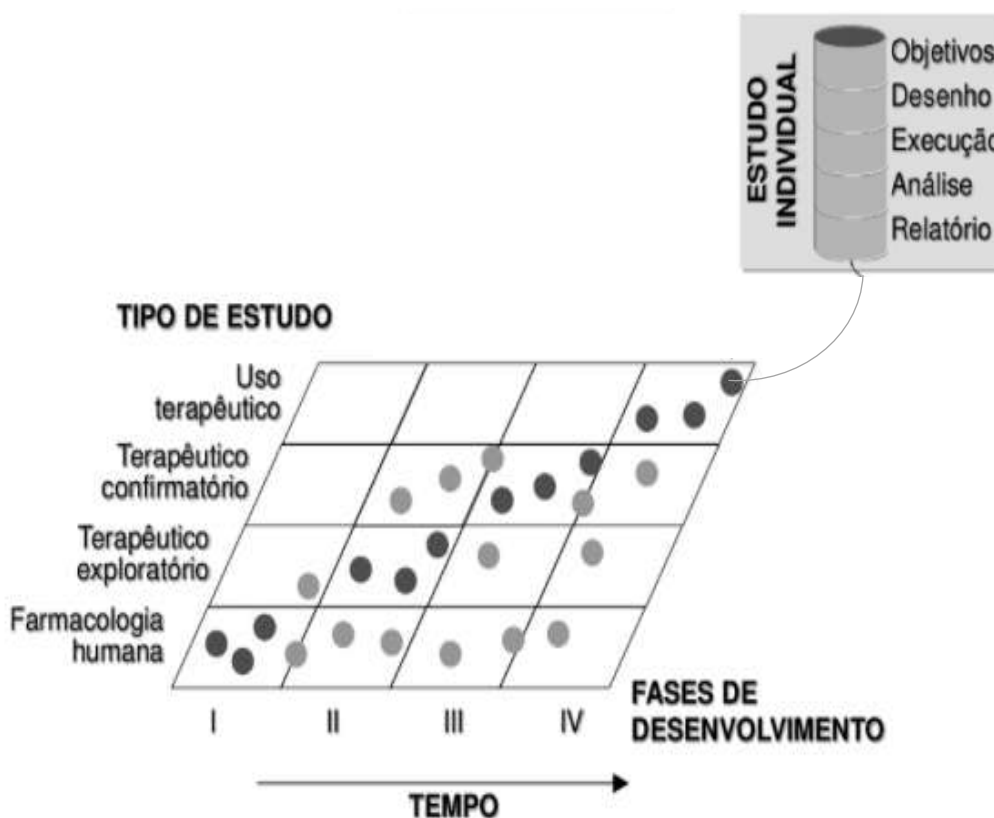 ESTUDO
INDIVIDUAL
Objetivos
Desenho
Execução
Análise
Relatório
TIPO DE ESTUDO
Uso
terapêutico
Terapêutico
confirmatório
Terapêutico
exploratório
Farmacologia
humana
I II III IV
FASES DE
DESENVOLVIMENTO
TEMPO